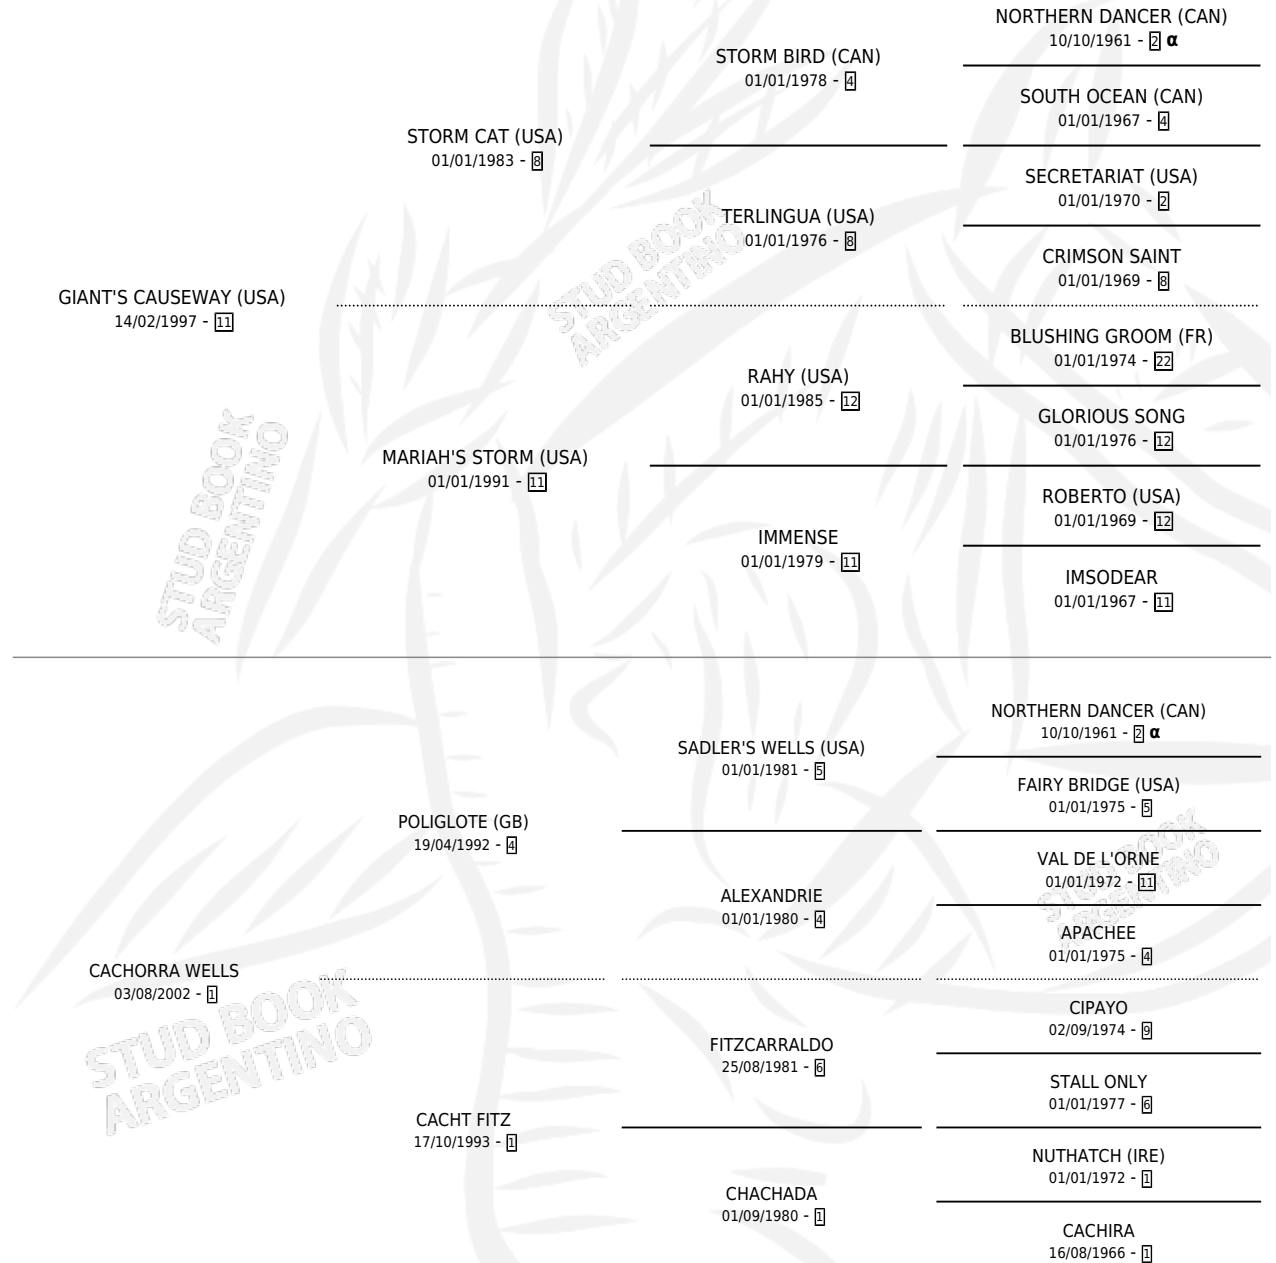 NORTHERN DANCER (CAN)
10/10/1961 - 2 α
STORM BIRD (CAN)
01/01/1978 - 4
SOUTH OCEAN (CAN)
01/01/1967 - 4
STORM CAT (USA)
01/01/1983 - 8
SECRETARIAT (USA)
01/01/1970 - 2
TERLINGUA (USA)
01/01/1976 - 8
CRIMSON SAINT
01/01/1969 - 8
GIANT'S CAUSEWAY (USA)
14/02/1997 - 11
BLUSHING GROOM (FR)
01/01/1974 - 22
RAHY (USA)
01/01/1985 - 12
GLORIOUS SONG
01/01/1976 - 12
MARIAH'S STORM (USA)
01/01/1991 - 11
ROBERTO (USA)
01/01/1969 - 12
IMMENSE
01/01/1979 - 11
IMSODEAR
01/01/1967 - 11
NORTHERN DANCER (CAN)
10/10/1961 - 2 α
SADLER'S WELLS (USA)
01/01/1981 - 5
FAIRY BRIDGE (USA)
01/01/1975 - 5
POLIGLOTE (GB)
19/04/1992 - 4
VAL DE L'ORNE
01/01/1972 - 11
ALEXANDRIE
01/01/1980 - 4
APACHEE
01/01/1975 - 4
CACHORRA WELLS
03/08/2002 - 1
CIPAYO
02/09/1974 - 9
FITZCARRALDO
25/08/1981 - 6
STALL ONLY
01/01/1977 - 6
CACHT FITZ
17/10/1993 - 1
NUTHATCH (IRE)
01/01/1972 - 1
CHACHADA
01/09/1980 - 1
CACHIRA
16/08/1966 - 1
STUD BOOK
ARGENTINO
STUD BOOK
ARGENTINO
STUD BOOK
ARGENTINO
STUD BOOK
ARGENTINO